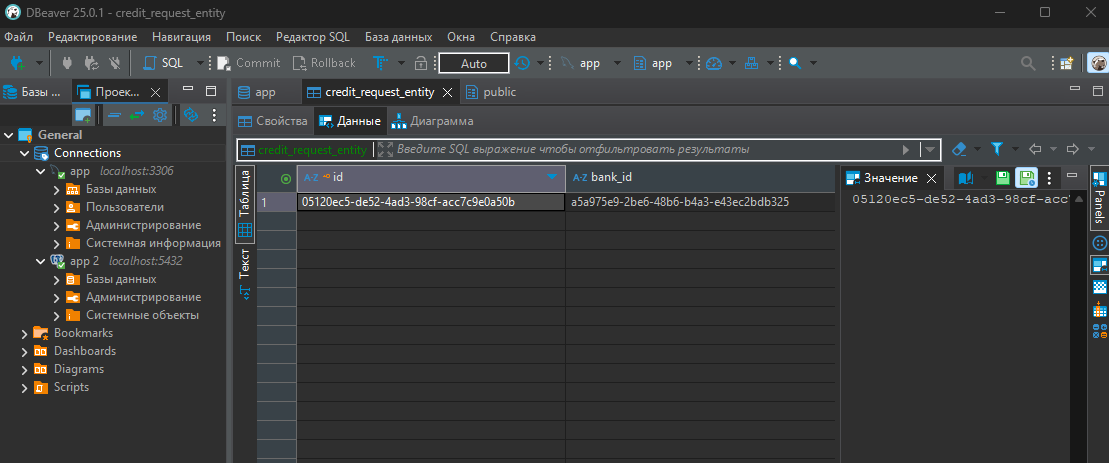 DBeaver 25.0.1 - credit_request_entity
Файл Редактирование Навигация Поиск Редактор SQL База данных Окна Справка
SQL Commit Rollback Auto app app
Базы ... Проек...
General
Connections
app localhost:3306
Базы данных
Пользователи
Администрирование
Системная информация
app 2 localhost:5432
Базы данных
Администрирование
Системные объекты
Bookmarks
Dashboards
Diagrams
Scripts
app credit_request_entity public
Свойства Данные Диаграмма
credit_request_entity Введите SQL выражение чтобы отфильтровать результаты
Таблица
Текст
A-Z id A-Z bank_id
1 05120ec5-de52-4ad3-98cf-acc7c9e0a50b a5a975e9-2be6-48b6-b4a3-e43ec2bdb325
Значение
05120ec5-de52-4ad3-98cf-acc
Panels